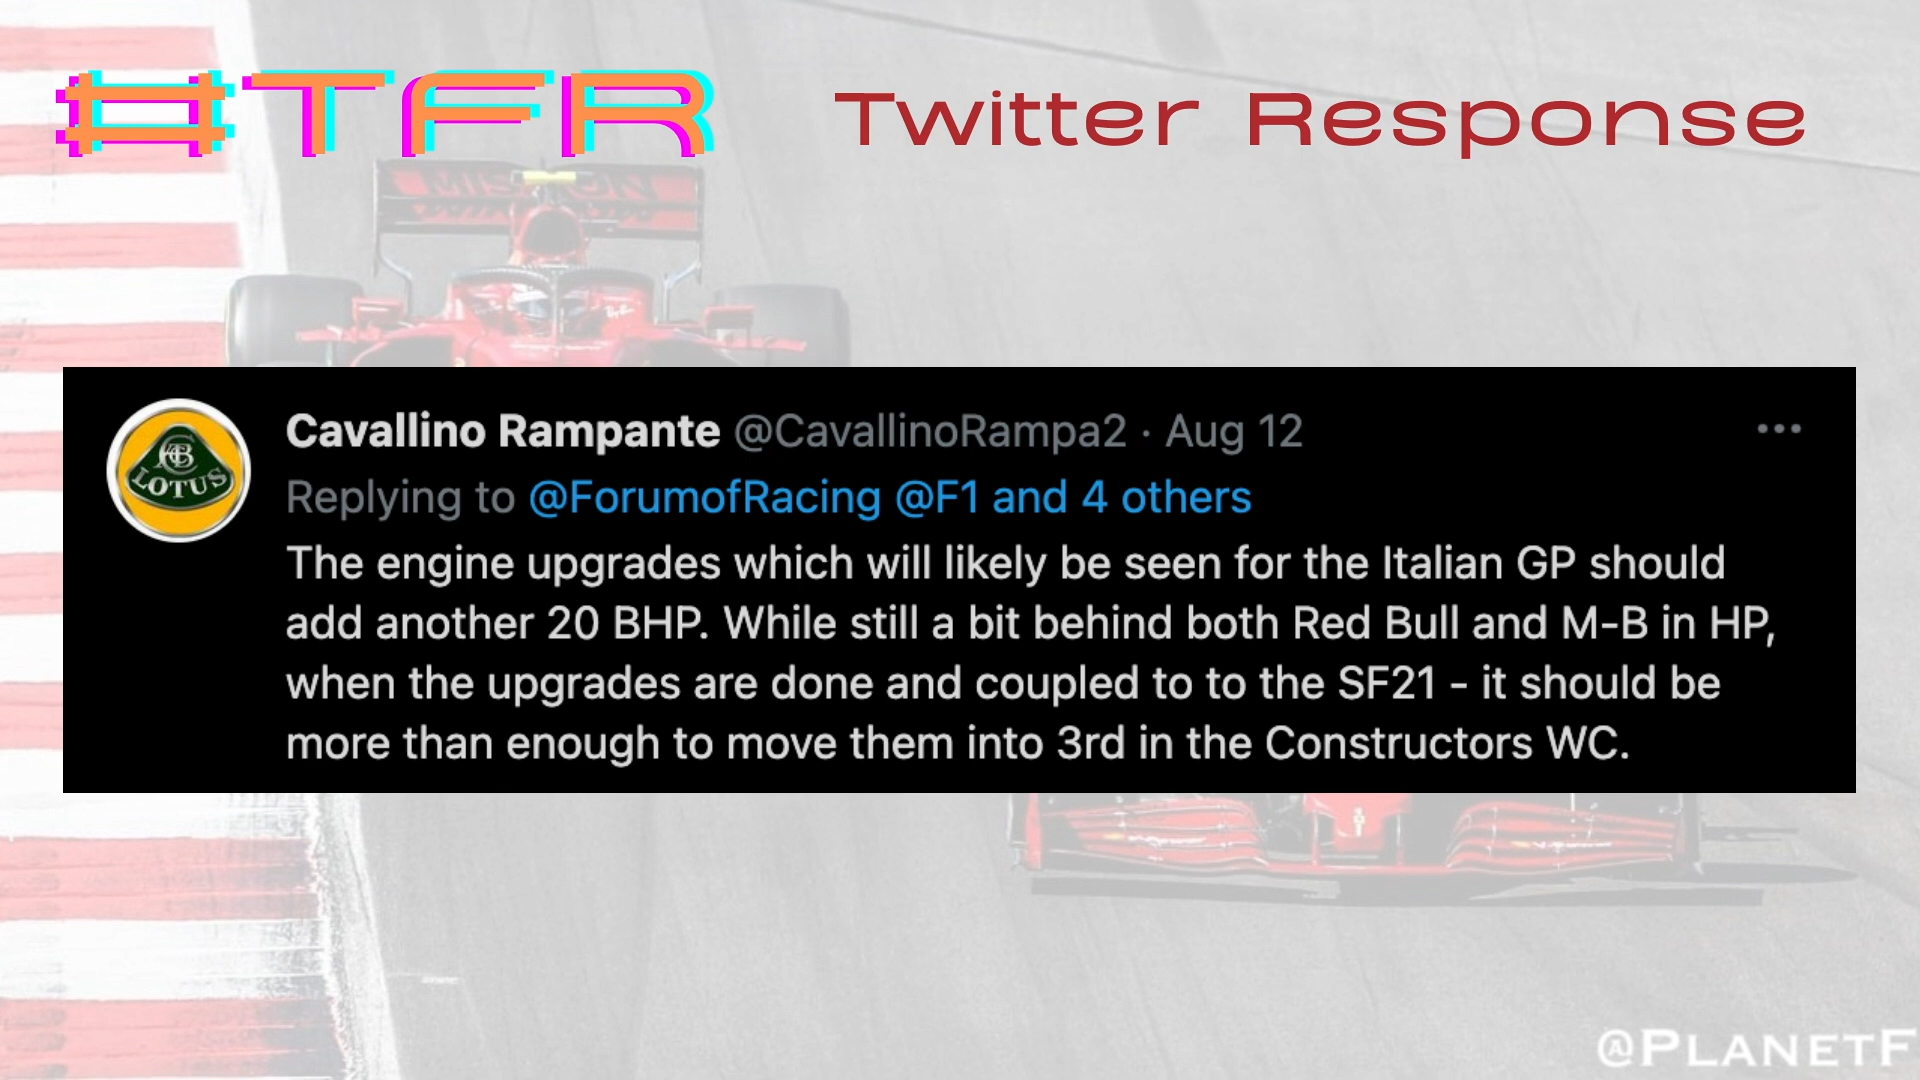 #TFR Twitter Response
MISSION
Cavallino Rampante @CavallinoRampa2 · Aug 12
LOTUS
Replying to @ForumofRacing @F1 and 4 others
The engine upgrades which will likely be seen for the Italian GP should
add another 20 BHP. While still a bit behind both Red Bull and M-B in HP,
when the upgrades are done and coupled to to the SF21 - it should be
more than enough to move them into 3rd in the Constructors WC.
@PLANETF